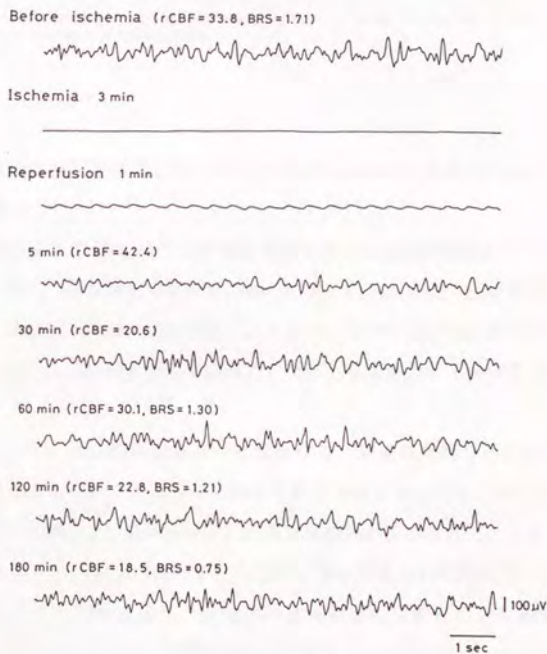 Before ischemia (rCBF=33.8, BRS=1.71)
Ischemia 3 min
Reperfusion 1 min
5 min (rCBF=42.4)
30 min (rCBF=20.6)
60 min (rCBF=30.1, BRS=1.30)
120 min (rCBF=22.8, BRS=1.21)
180 min (rCBF=18.5, BRS=0.75)
100μV
1 sec